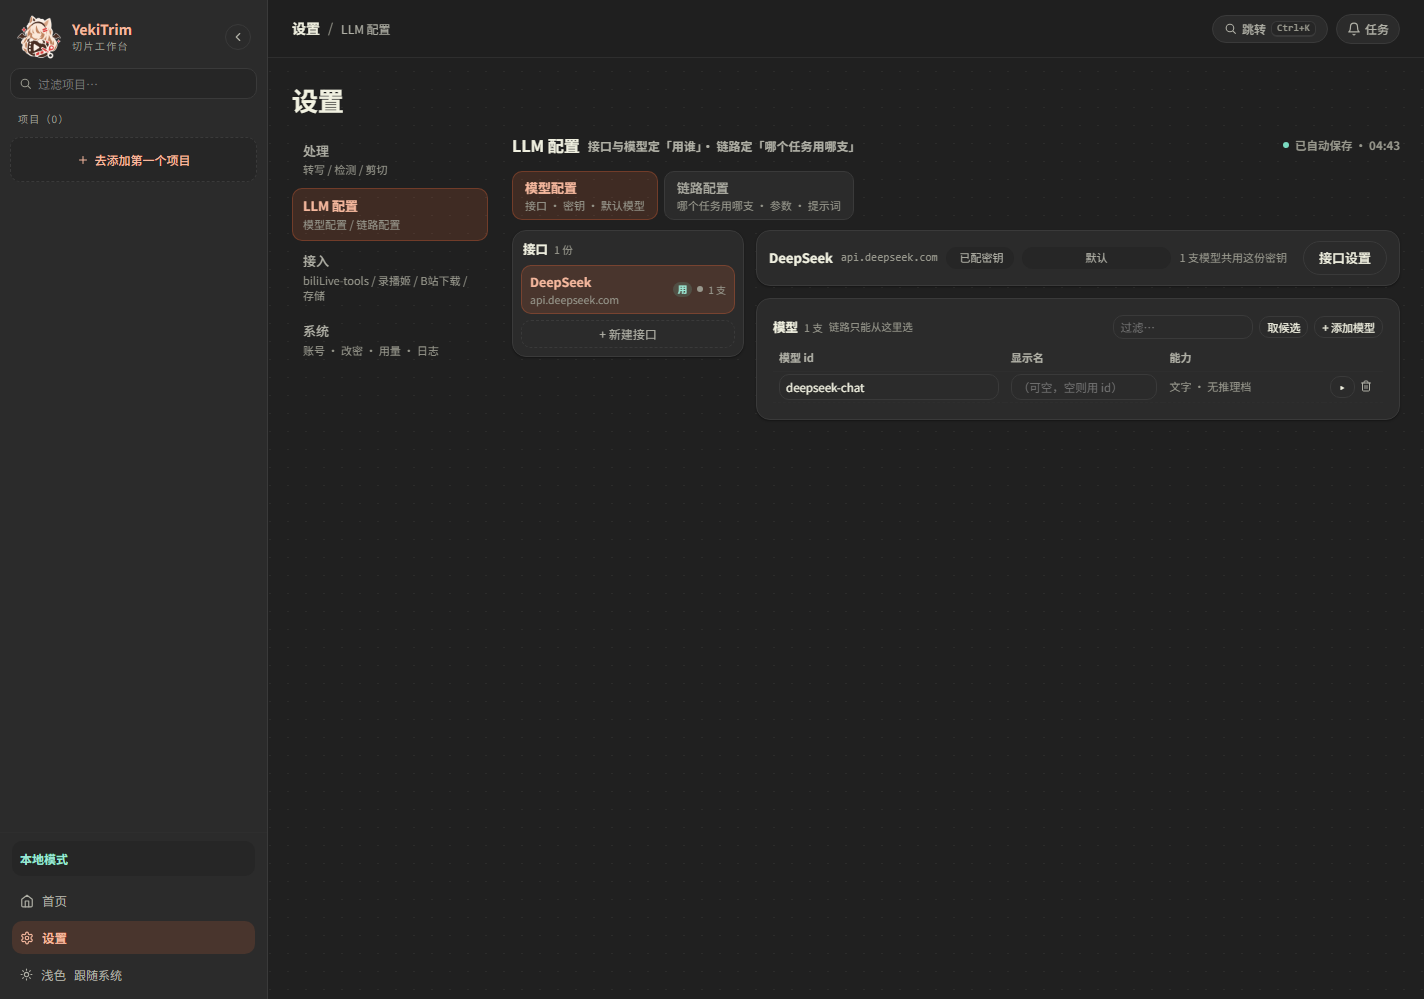 YekiTrim
切片工作台
过滤项目…
项目（0）
+ 去添加第一个项目
本地模式
首页
设置
浅色 跟随系统
设置 / LLM 配置
跳转 Ctrl+K
任务
设置
处理
转写 / 检测 / 剪切
LLM 配置
模型配置 / 链路配置
接入
biliLive-tools / 录播姬 / B站下载 /
存储
系统
账号 · 改密 · 用量 · 日志
LLM 配置 接口与模型定「用谁」· 链路定「哪个任务用哪支」
已自动保存 · 04:43
模型配置
接口 · 密钥 · 默认模型
链路配置
哪个任务用哪支 · 参数 · 提示词
接口 1 份
DeepSeek
api.deepseek.com
用 1 支
+ 新建接口
DeepSeek api.deepseek.com 已配密钥 默认 1 支模型共用这份密钥 接口设置
模型 1 支 链路只能从这里选
过滤… 取候选 + 添加模型
模型 id 显示名 能力
deepseek-chat （可空，空则用 id） 文字 · 无推理档